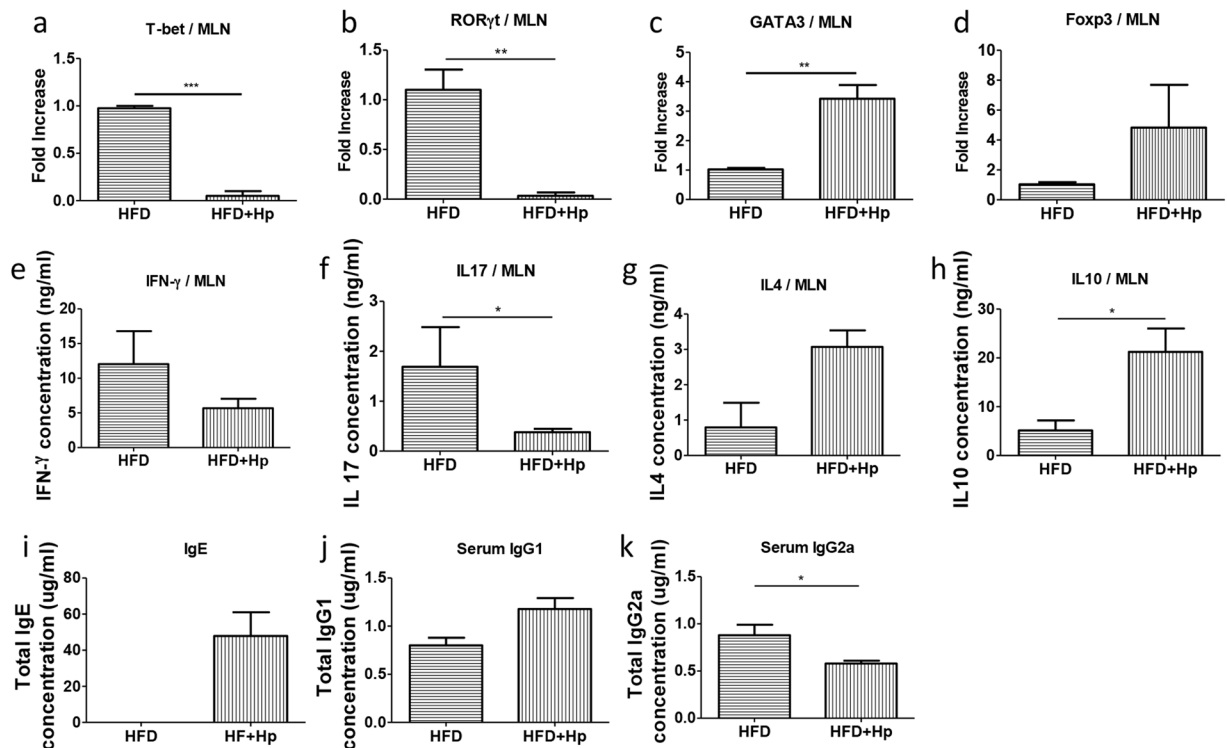 a
T-bet / MLN
Fold Increase
1.5
1.0
0.5
0.0
***
HFD
HFD+Hp
b
RORγt / MLN
Fold Increase
1.5
1.0
0.5
0.0
**
HFD
HFD+Hp
c
GATA3 / MLN
Fold Increase
5
4
3
2
1
0
**
HFD
HFD+Hp
d
Foxp3 / MLN
Fold Increase
10
8
6
4
2
0
HFD
HFD+Hp
e
IFN-γ / MLN
IFN-γ concentration (ng/ml)
20
15
10
5
0
HFD
HFD+Hp
f
IL17 / MLN
IL 17 concentration (ng/ml)
3
2
1
0
*
HFD
HFD+Hp
g
IL4 / MLN
IL4 concentration (ng/ml)
4
3
2
1
0
HFD
HFD+Hp
h
IL10 / MLN
IL10 concentration (ng/ml)
30
20
10
0
*
HFD
HFD+Hp
i
IgE
Total IgE
concentration (ug/ml)
80
60
40
20
0
HFD
HF+Hp
j
Serum IgG1
Total IgG1
concentration (ug/ml)
1.5
1.0
0.5
0.0
HFD
HFD+Hp
k
Serum IgG2a
Total IgG2a
concentration (ug/ml)
1.5
1.0
0.5
0.0
*
HFD
HFD+Hp